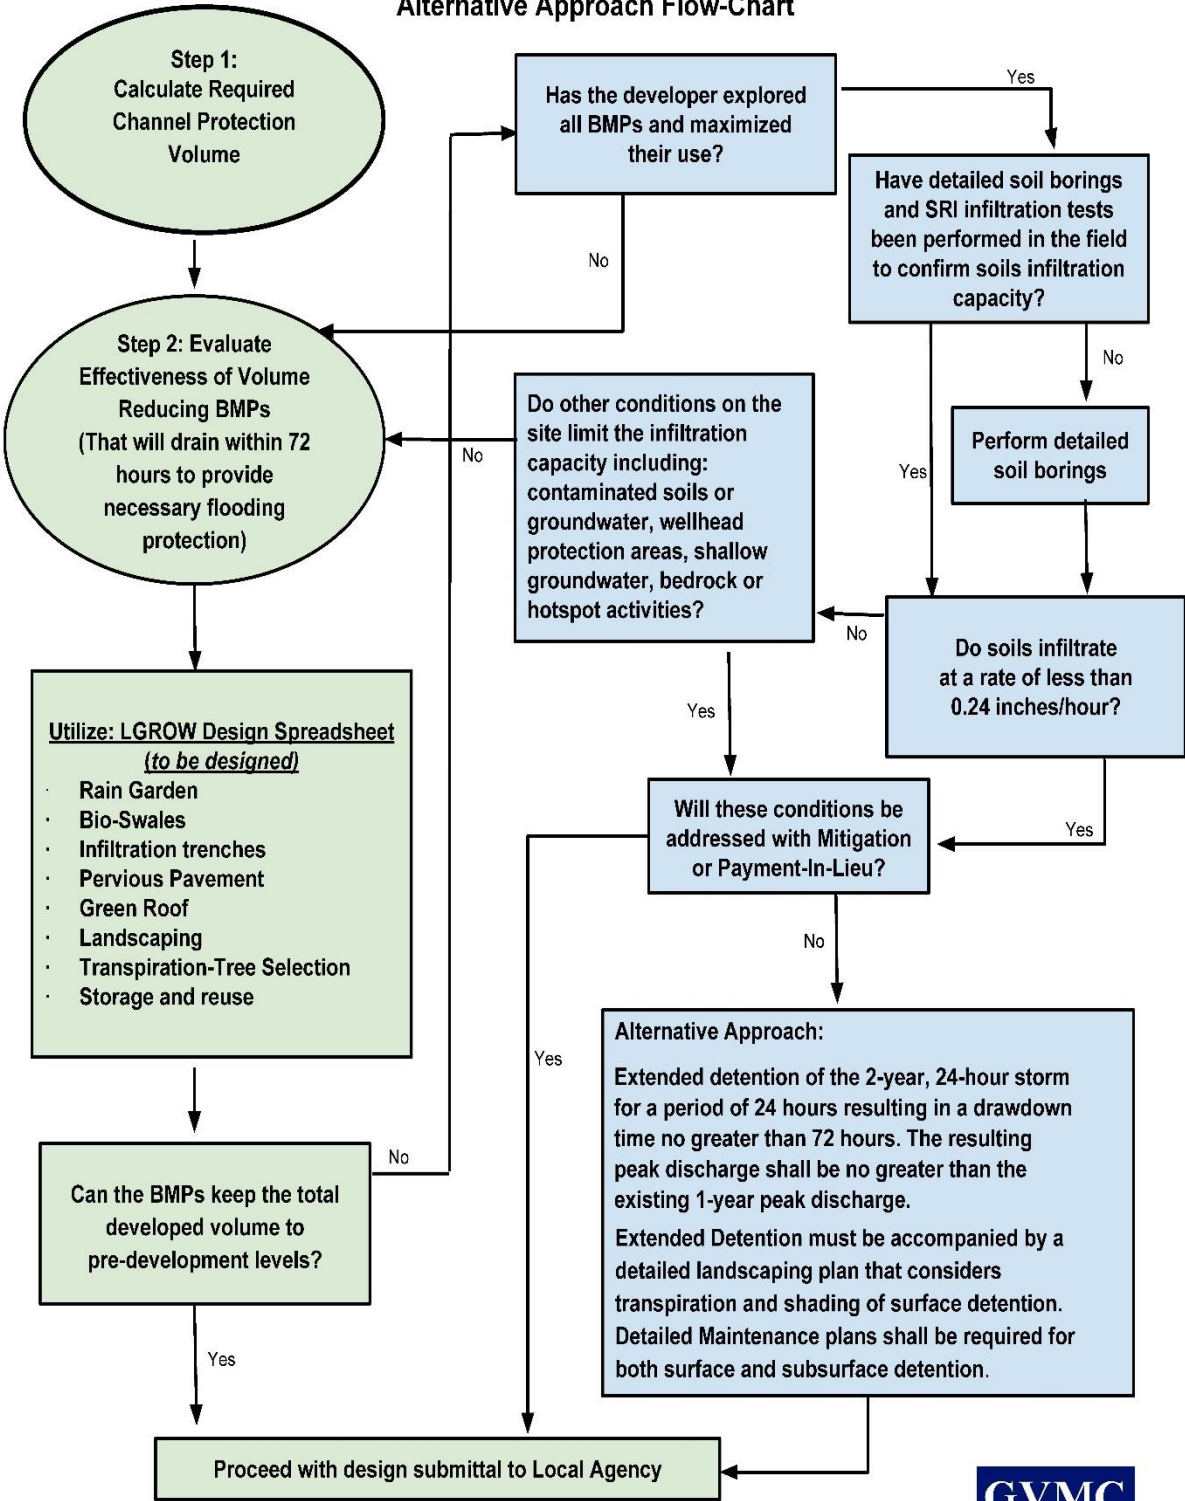 Alternative Approach Flow-Chart
Step 1:
Calculate Required
Channel Protection
Volume
Has the developer explored
all BMPs and maximized
their use?
Yes
Have detailed soil borings
and SRI infiltration tests
been performed in the field
to confirm soils infiltration
capacity?
No
Step 2: Evaluate
Effectiveness of Volume
Reducing BMPs
(That will drain within 72
hours to provide
necessary flooding
protection)
No
Do other conditions on the
site limit the infiltration
capacity including:
contaminated soils or
groundwater, wellhead
protection areas, shallow
groundwater, bedrock or
hotspot activities?
No
Yes
Perform detailed
soil borings
No
Do soils infiltrate
at a rate of less than
0.24 inches/hour?
Yes
Yes
Utilize: LGROW Design Spreadsheet
(to be designed)
· Rain Garden
· Bio-Swales
· Infiltration trenches
· Pervious Pavement
· Green Roof
· Landscaping
· Transpiration-Tree Selection
· Storage and reuse
Will these conditions be
addressed with Mitigation
or Payment-In-Lieu?
No
Yes
Alternative Approach:
Extended detention of the 2-year, 24-hour storm
for a period of 24 hours resulting in a drawdown
time no greater than 72 hours. The resulting
peak discharge shall be no greater than the
existing 1-year peak discharge.
Extended Detention must be accompanied by a
detailed landscaping plan that considers
transpiration and shading of surface detention.
Detailed Maintenance plans shall be required for
both surface and subsurface detention.
Can the BMPs keep the total
developed volume to
pre-development levels?
No
Yes
Proceed with design submittal to Local Agency
GVMC